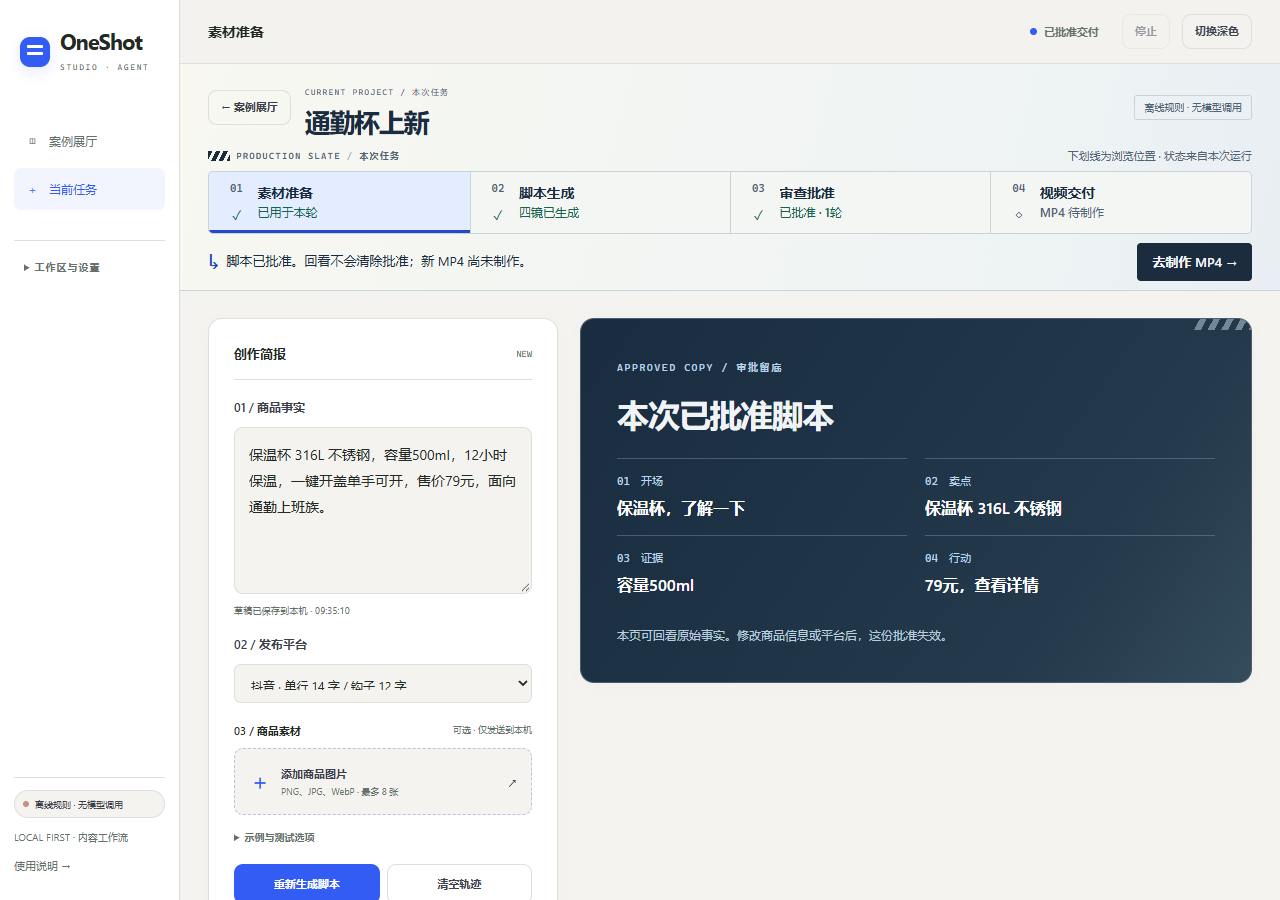 OneShot
STUDIO · AGENT
案例展厅
+ 当前任务
▶ 工作区与设置
离线规则 · 无模型调用
LOCAL FIRST · 内容工作流
使用说明 →
素材准备
已批准交付
停止
切换深色
← 案例展厅
CURRENT PROJECT / 本次任务
通勤杯上新
离线规则 · 无模型调用
PRODUCTION SLATE / 本次任务
下划线为浏览位置 · 状态来自本次运行
01 素材准备
✓ 已用于本轮
02 脚本生成
✓ 四镜已生成
03 审查批准
✓ 已批准 · 1轮
04 视频交付
◇ MP4 待制作
↳ 脚本已批准。回看不会清除批准；新 MP4 尚未制作。
去制作 MP4 →
创作简报
NEW
01 / 商品事实
保温杯 316L 不锈钢，容量500ml，12小时
保温，一键开盖单手可开，售价79元，面向
通勤上班族。
草稿已保存到本机 · 09:35:10
02 / 发布平台
抖音 · 单行 14 字 / 钩子 12 字
03 / 商品素材
可选 · 仅发送到本机
+ 添加商品图片
PNG、JPG、WebP · 最多 8 张
↗
▶ 示例与测试选项
重新生成脚本
清空轨迹
APPROVED COPY / 审批留底
本次已批准脚本
01 开场
保温杯，了解一下
02 卖点
保温杯 316L 不锈钢
03 证据
容量500ml
04 行动
79元，查看详情
本页可回看原始事实。修改商品信息或平台后，这份批准失效。